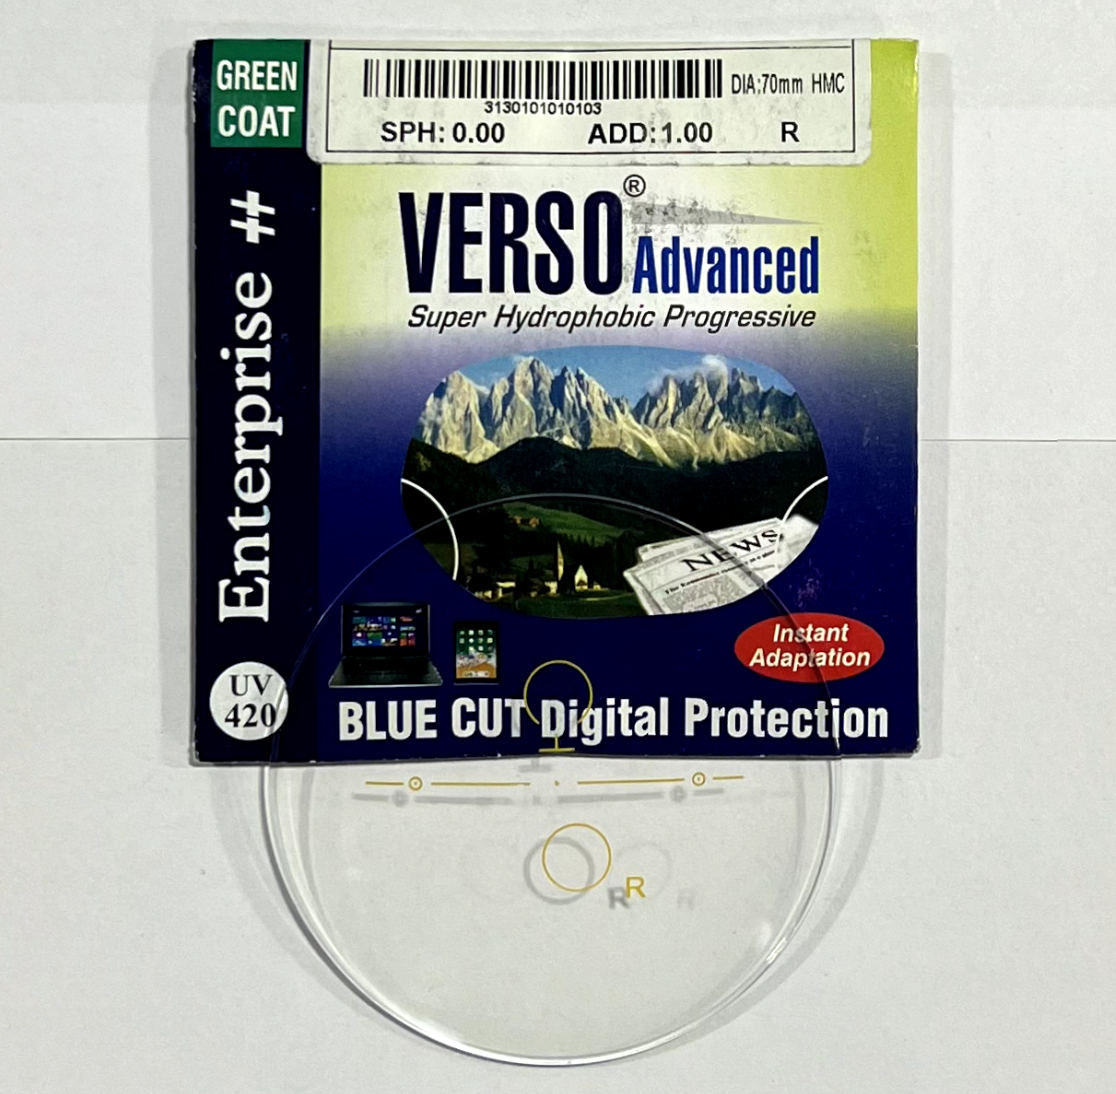 GREEN
COAT
DIA:70mm HMC
3130101010103
SPH: 0.00 ADD:1.00 R
Enterprise #
VERSO®
Advanced
Super Hydrophobic Progressive
NEWS
Instant
Adaptation
UV
420
BLUE CUT Digital Protection
R